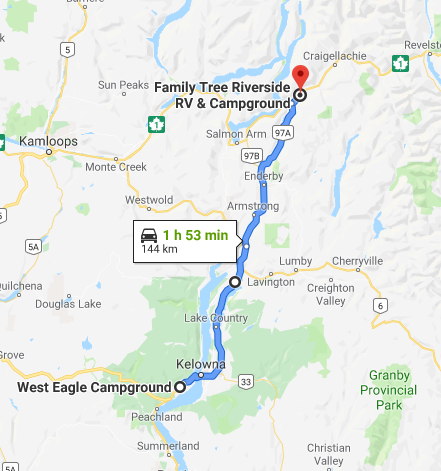 5
Craigellachie
Revelst
1
Sun Peaks
Family Tree Riverside
RV & Campground
1
97A
Salmon Arm
Kamloops
97B
Monte Creek
Enderby
Westwold
Armstrong
1 h 53 min
144 km
5A
Lumby
Cherryville
Lavington
Quilchena
Douglas Lake
Creighton
Valley
6
Lake Country
Grove
Kelowna
West Eagle Campground
33
Granby
Provincial
Park
Peachland
Summerland
Christian
Valley